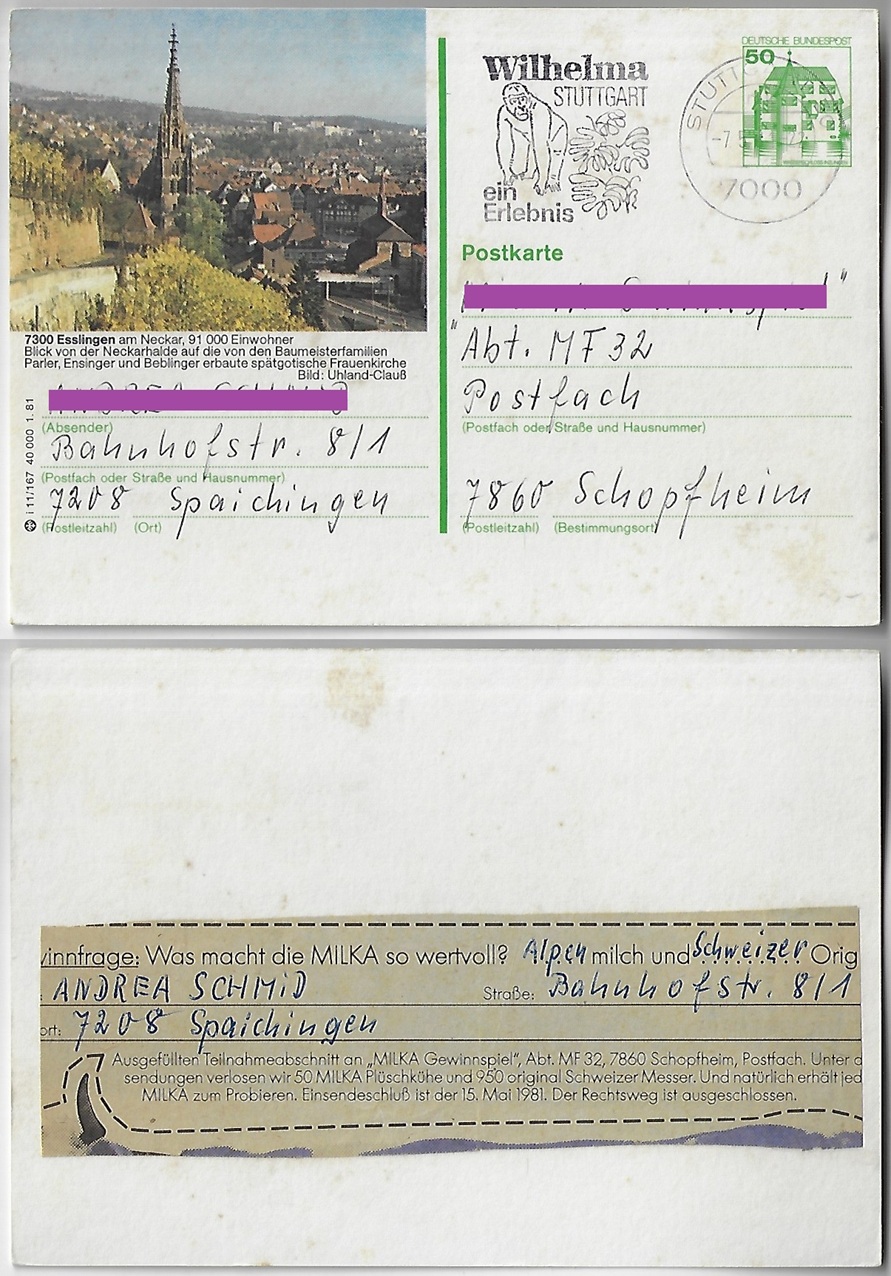 7300 Esslingen am Neckar, 91 000 Einwohner
Blick von der Neckarhalde auf die von den Baumeisterfamilien
Parler, Ensinger und Beblinger erbaute spätgotische Frauenkirche
Bild: Uhland-Clauß
(Absender)
Bahnhofstr. 8/1
(Postfach oder Straße und Hausnummer)
7208 Spaichingen
(Postleitzahl) (Ort)
i 11/167 40 000 1.81
Wilhelma
STUTTGART
ein
Erlebnis
7000
DEUTSCHE BUNDESPOST
50
Postkarte
Abt. MF 32
Postfach
(Postfach oder Straße und Hausnummer)
7860 Schopfheim
(Postleitzahl) (Bestimmungsort)
vinnfrage: Was macht die MILKA so wertvoll? Alpen milch und Schweizer Orig
: ANDREA SCHMiD Straße: Bahnhofstr. 8/1
ort: 7208 Spaichingen
Ausgefüllten Teilnahmeabschnitt an „MILKA Gewinnspiel“, Abt. MF 32, 7860 Schopfheim, Postfach. Unter a
sendungen verlosen wir 50 MILKA Plüschkühe und 950 original Schweizer Messer. Und natürlich erhält jed
MILKA zum Probieren. Einsendeschluß ist der 15. Mai 1981. Der Rechtsweg ist ausgeschlossen.